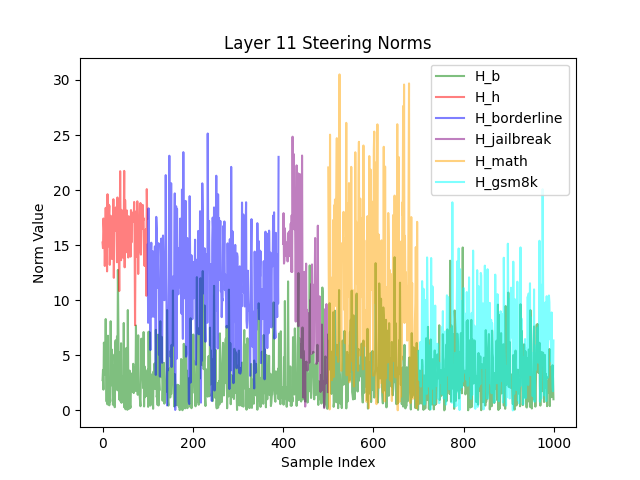 Layer 11 Steering Norms
Norm Value
30
25
20
15
10
5
0
H_b
H_h
H_borderline
H_jailbreak
H_math
H_gsm8k
0
200
400
600
800
1000
Sample Index